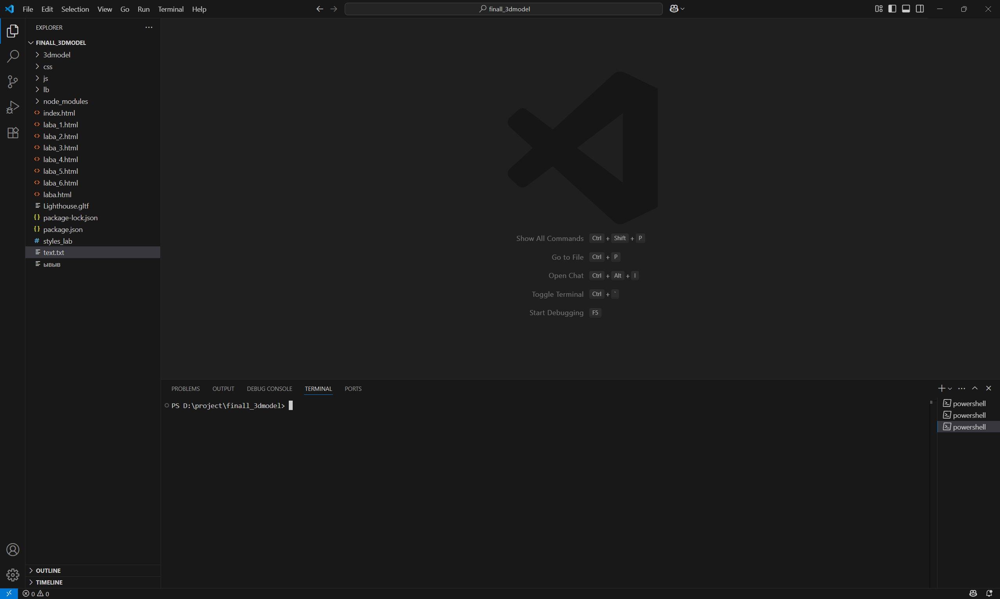 File Edit Selection View Go Run Terminal Help
finall_3dmodel
EXPLORER
FINALL_3DMODEL
3dmodel
css
js
lb
node_modules
index.html
laba_1.html
laba_2.html
laba_3.html
laba_4.html
laba_5.html
laba_6.html
laba.html
Lighthouse.gltf
package-lock.json
package.json
styles_lab
text.txt
ывыв
OUTLINE
TIMELINE
Show All Commands Ctrl + Shift + P
Go to File Ctrl + P
Open Chat Ctrl + Alt + I
Toggle Terminal Ctrl + `
Start Debugging F5
PROBLEMS OUTPUT DEBUG CONSOLE TERMINAL PORTS
PS D:\project\finall_3dmodel>
powershell
powershell
powershell
0 0